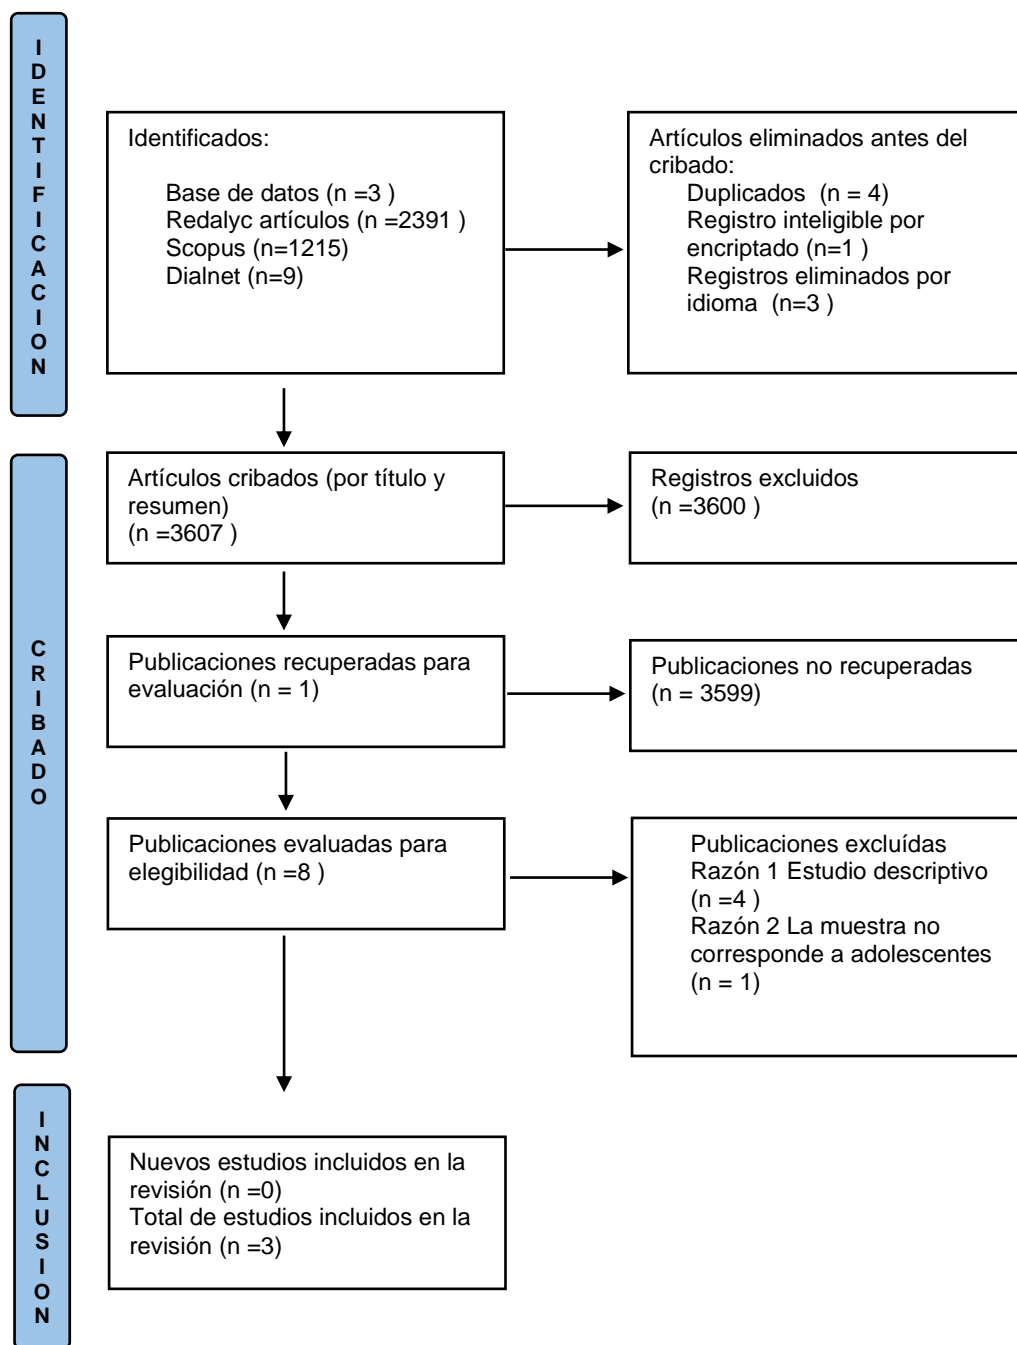 IDENTIFICACION
Identificados:
Base de datos (n =3 )
Redalyc artículos (n =2391 )
Scopus (n=1215)
Dialnet (n=9)
Artículos eliminados antes del
cribado:
Duplicados (n = 4)
Registro inteligible por
encriptado (n=1 )
Registros eliminados por
idioma (n=3 )
CRIBADO
Artículos cribados (por título y
resumen)
(n =3607 )
Registros excluidos
(n =3600 )
Publicaciones recuperadas para
evaluación (n = 1)
Publicaciones no recuperadas
(n = 3599)
Publicaciones evaluadas para
elegibilidad (n =8 )
Publicaciones excluídas
Razón 1 Estudio descriptivo
(n =4 )
Razón 2 La muestra no
corresponde a adolescentes
(n = 1)
INCLUSION
Nuevos estudios incluidos en la
revisión (n =0)
Total de estudios incluidos en la
revisión (n =3)